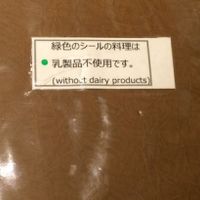 緑色のシールの料理は
乳製品不使用です。
(without dairy products)